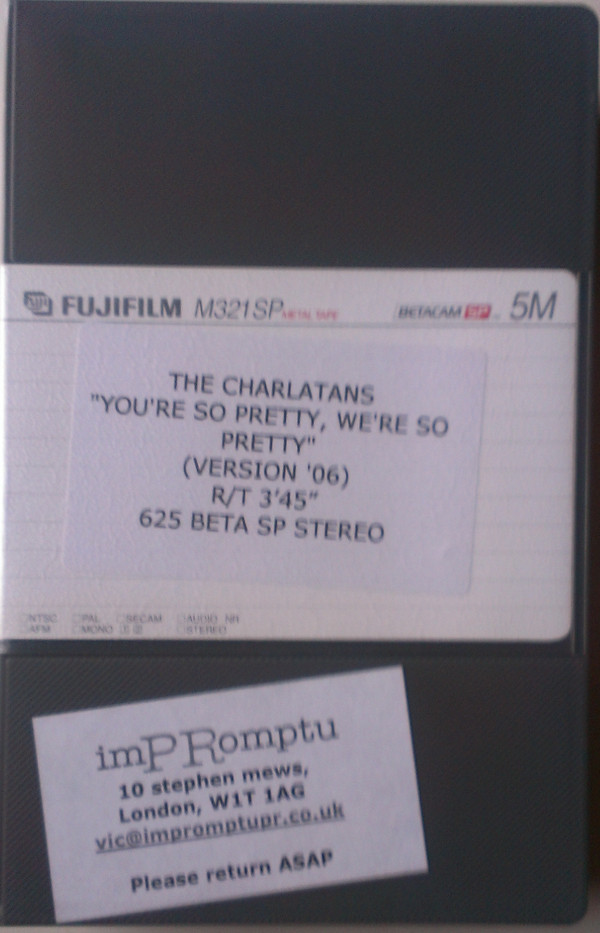 FUJIFILM M321SP METAL TAPE BETACAM SP 5M
THE CHARLATANS
"YOU'RE SO PRETTY, WE'RE SO
PRETTY"
(VERSION '06)
R/T 3'45"
625 BETA SP STEREO
NTSC PAL SECAM AUDIO NR
AFM MONO 1 2 STEREO
imPRomptu
10 stephen mews,
London, W1T 1AG
vic@impromptupr.co.uk
Please return ASAP